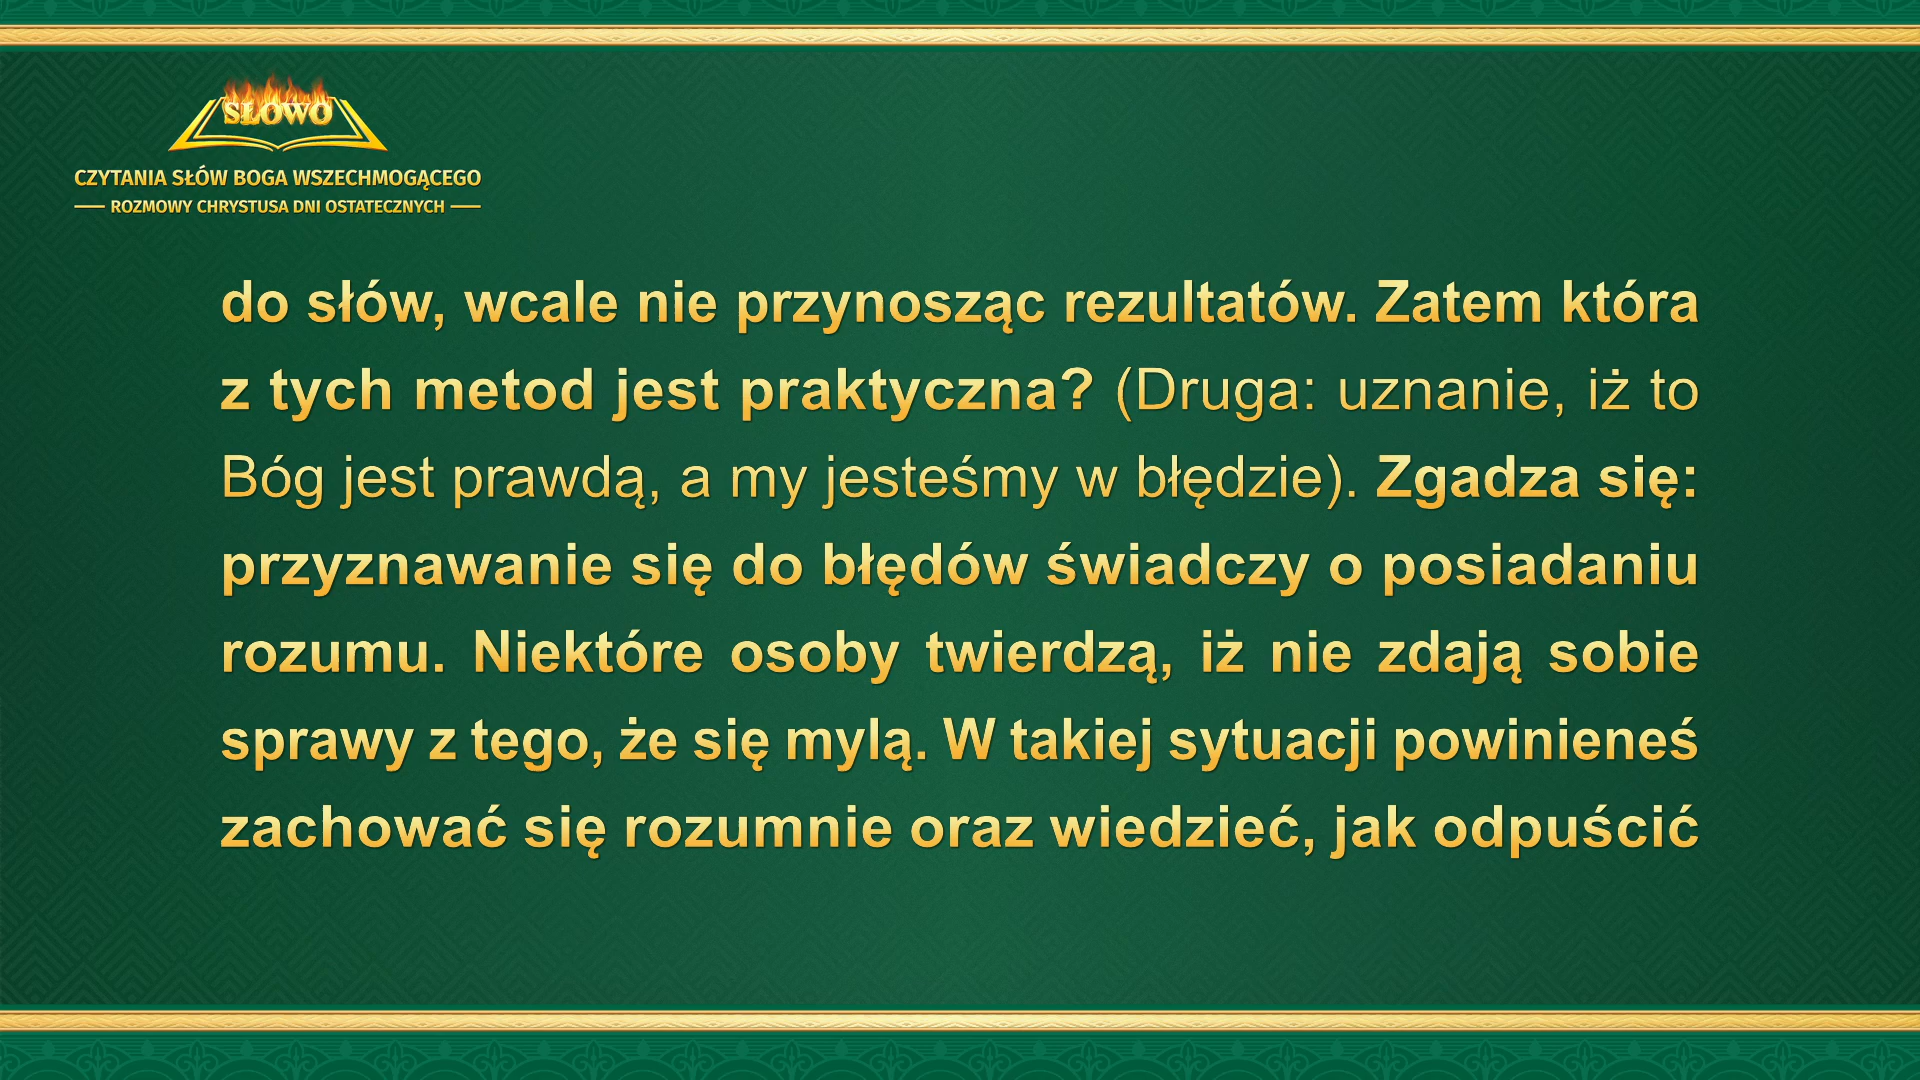 SŁOWO
CZYTANIA SŁÓW BOGA WSZECHMOGĄCEGO
ROZMOWY CHRYSTUSA DNI OSTATECZNYCH
do słów, wcale nie przynosząc rezultatów. Zatem która
z tych metod jest praktyczna? (Druga: uznanie, iż to
Bóg jest prawdą, a my jesteśmy w błędzie). Zgadza się:
przyznawanie się do błędów świadczy o posiadaniu
rozumu. Niektóre osoby twierdzą, iż nie zdają sobie
sprawy z tego, że się mylą. W takiej sytuacji powinieneś
zachować się rozumnie oraz wiedzieć, jak odpuścić